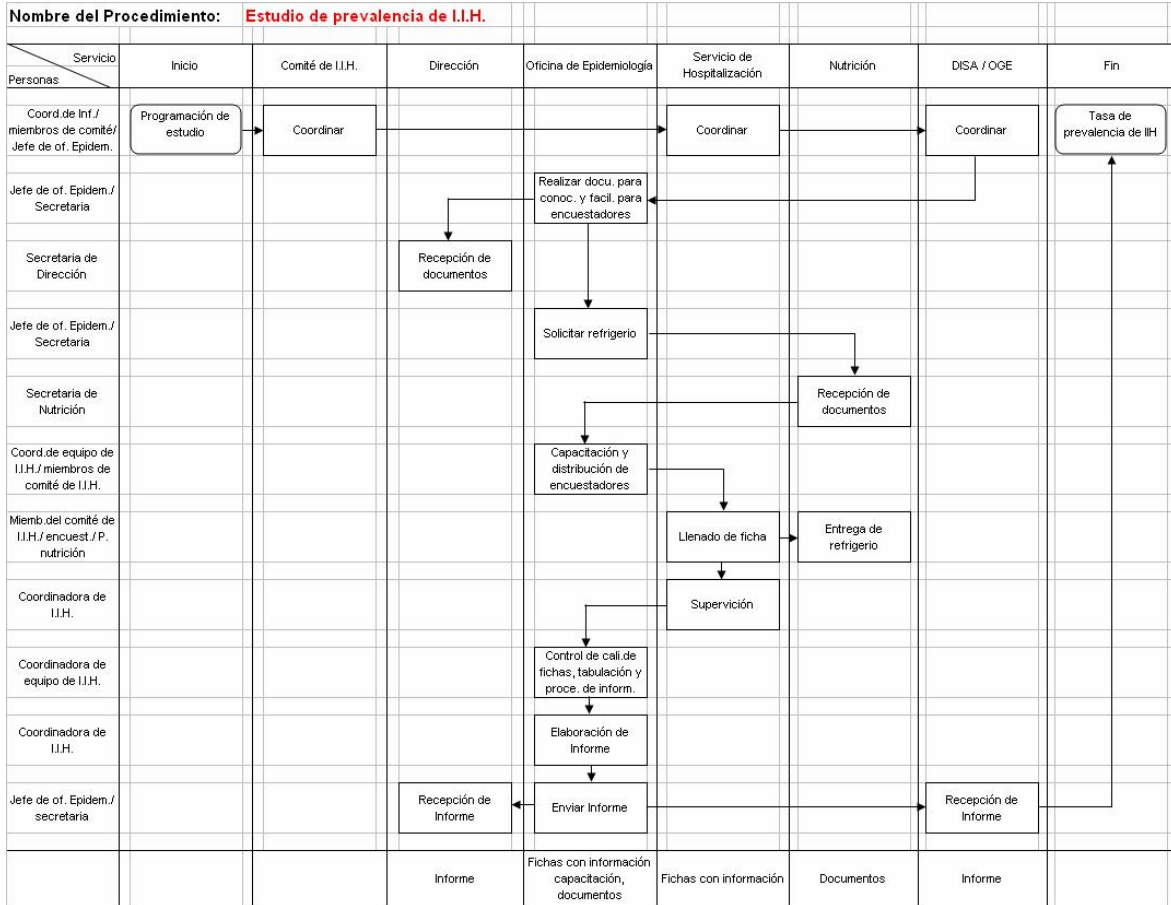 Nombre del Procedimiento: Estudio de prevalencia de I.I.H.
Servicio
Personas
Inicio
Comité de I.I.H.
Dirección
Oficina de Epidemiología
Servicio de
Hospitalización
Nutrición
DISA / OGE
Fin
Coord.de Inf./
miembros de comité/
Jefe de of. Epidem.
Programación de
estudio
Coordinar
Coordinar
Coordinar
Tasa de
prevalencia de IIH
Jefe de of. Epidem./
Secretaria
Realizar docu. para
conoc. y facil. para
encuestadores
Secretaria de
Dirección
Recepción de
documentos
Jefe de of. Epidem./
Secretaria
Solicitar refrigerio
Secretaria de
Nutrición
Recepción de
documentos
Coord.de equipo de
I.I.H./ miembros de
comité de I.I.H.
Capacitación y
distribución de
encuestadores
Miemb.del comité de
I.I.H./ encuest./ P.
nutrición
Llenado de ficha
Entrega de
refrigerio
Coordinadora de
I.I.H.
Supervición
Coordinadora de
equipo de I.I.H.
Control de cali.de
fichas, tabulación y
proce. de inform.
Coordinadora de
I.I.H.
Elaboración de
Informe
Jefe de of. Epidem./
secretaria
Recepción de
Informe
Enviar Informe
Recepción de
Informe
Informe
Fichas con información
capacitación,
documentos
Fichas con información
Documentos
Informe